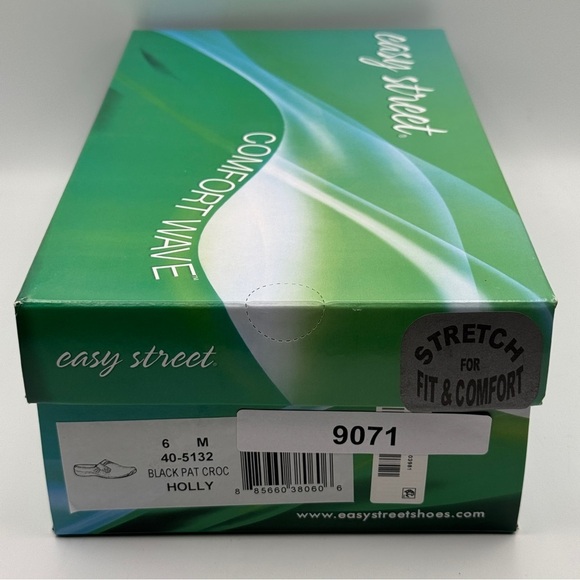 easy street®
COMFORT WAVE™
easy street®
STRETCH
FOR
FIT & COMFORT
6 M
40-5132
BLACK PAT CROC
HOLLY
9071
8 85660 38060 6
www.easystreetshoes.com